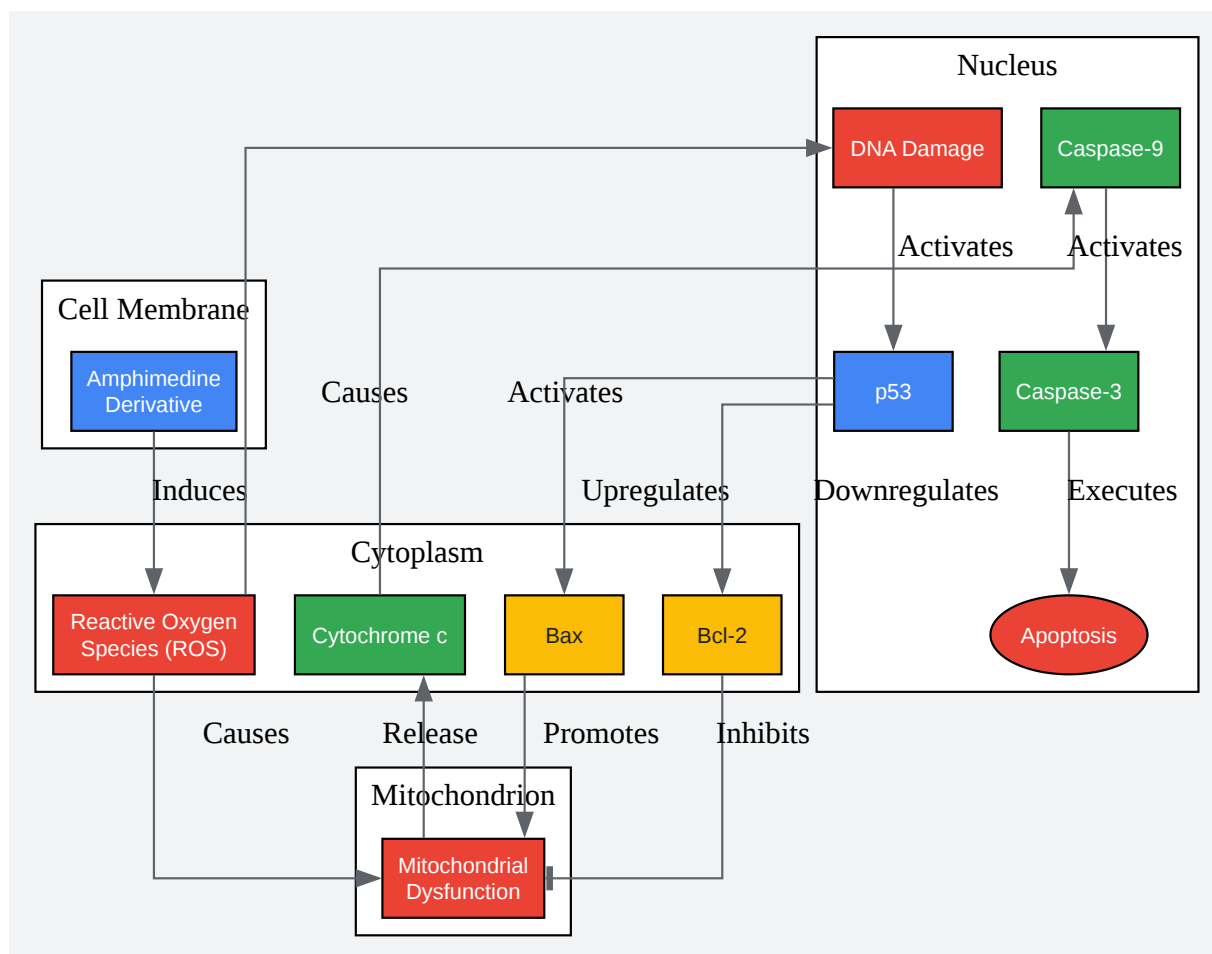 Nucleus
DNA Damage
Caspase-9
Activates
Activates
Cell Membrane
Amphimedine
Derivative
Causes
Activates
p53
Caspase-3
Induces
Upregulates
Downregulates
Executes
Cytoplasm
Reactive Oxygen
Species (ROS)
Cytochrome c
Bax
Bcl-2
Apoptosis
Causes
Release
Promotes
Inhibits
Mitochondrion
Mitochondrial
Dysfunction